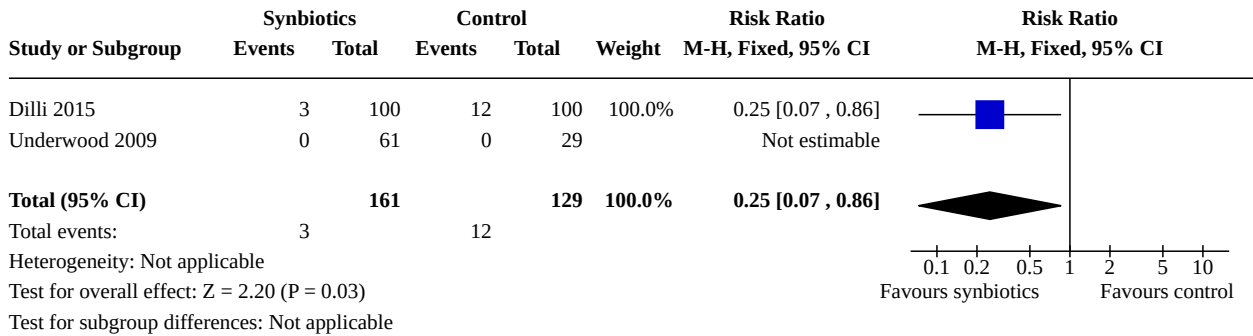 Synbiotics Control Risk Ratio Risk Ratio
Study or Subgroup Events Total Events Total Weight M-H, Fixed, 95% CI M-H, Fixed, 95% CI
Dilli 2015 3 100 12 100 100.0% 0.25 [0.07 , 0.86]
Underwood 2009 0 61 0 29 Not estimable
Total (95% CI) 161 129 100.0% 0.25 [0.07 , 0.86]
Total events: 3 12
Heterogeneity: Not applicable 0.1 0.2 0.5 1 2 5 10
Test for overall effect: Z = 2.20 (P = 0.03) Favours synbiotics Favours control
Test for subgroup differences: Not applicable